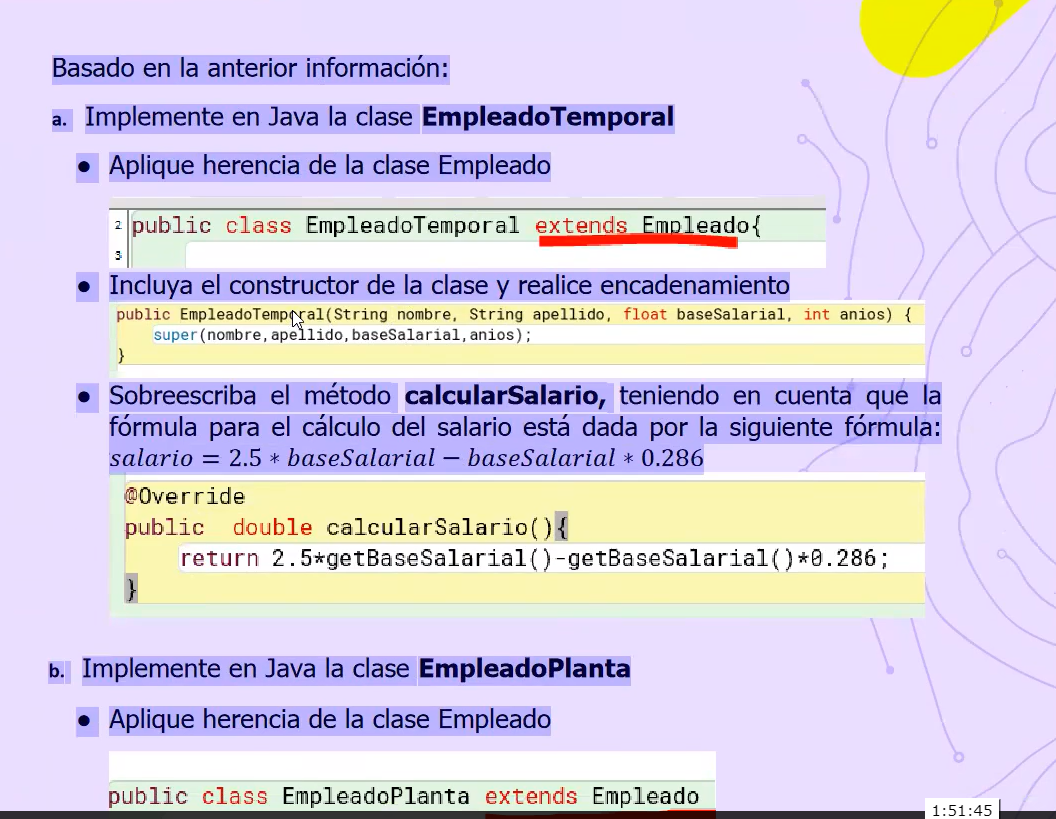 Basado en la anterior información:
a. Implemente en Java la clase EmpleadoTemporal
● Aplique herencia de la clase Empleado
2 public class EmpleadoTemporal extends Empleado{
3
● Incluya el constructor de la clase y realice encadenamiento
public EmpleadoTemporal(String nombre, String apellido, float baseSalarial, int anios) {
super(nombre,apellido,baseSalarial,anios);
}
● Sobreescriba el método calcularSalario, teniendo en cuenta que la
fórmula para el cálculo del salario está dada por la siguiente fórmula:
salario = 2.5 * baseSalarial − baseSalarial * 0.286
@Override
public double calcularSalario(){
return 2.5*getBaseSalarial()-getBaseSalarial()*0.286;
}
b. Implemente en Java la clase EmpleadoPlanta
● Aplique herencia de la clase Empleado
public class EmpleadoPlanta extends Empleado
1:51:45